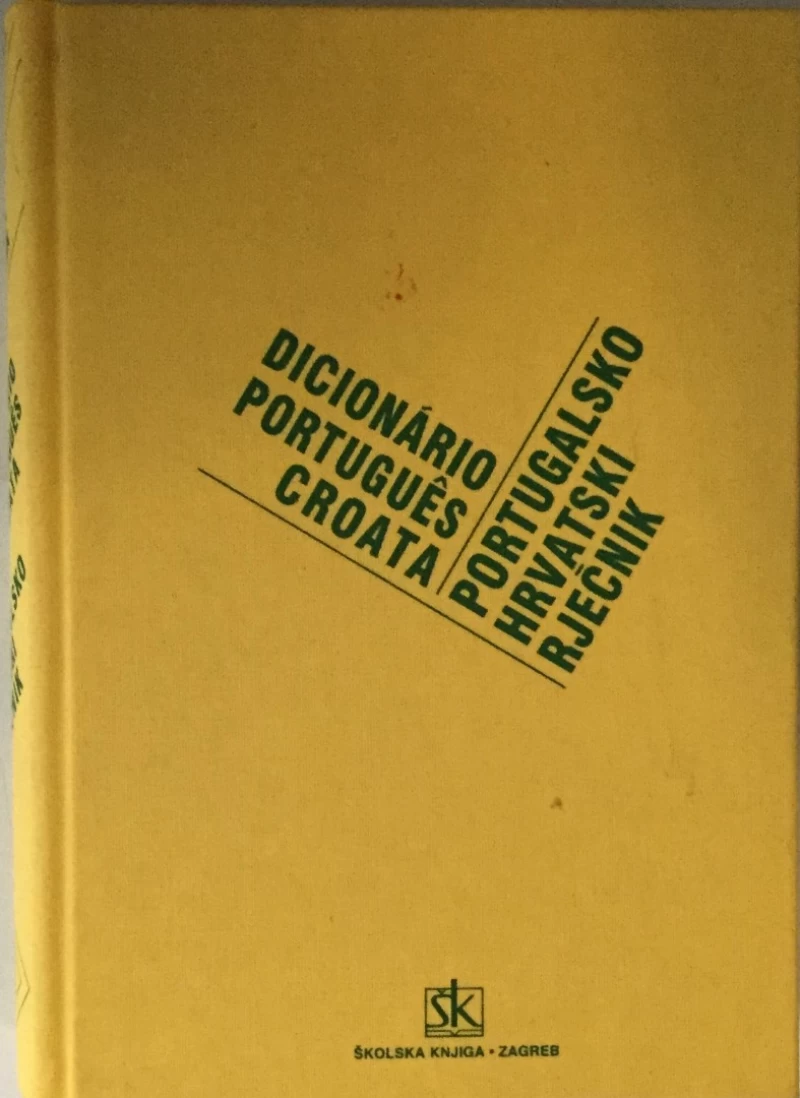 DICIONÁRIO
PORTUGUÊS
CROATA
PORTUGALSKO
HRVATSKI
RJEČNIK
ŠK
ŠKOLSKA KNJIGA • ZAGREB